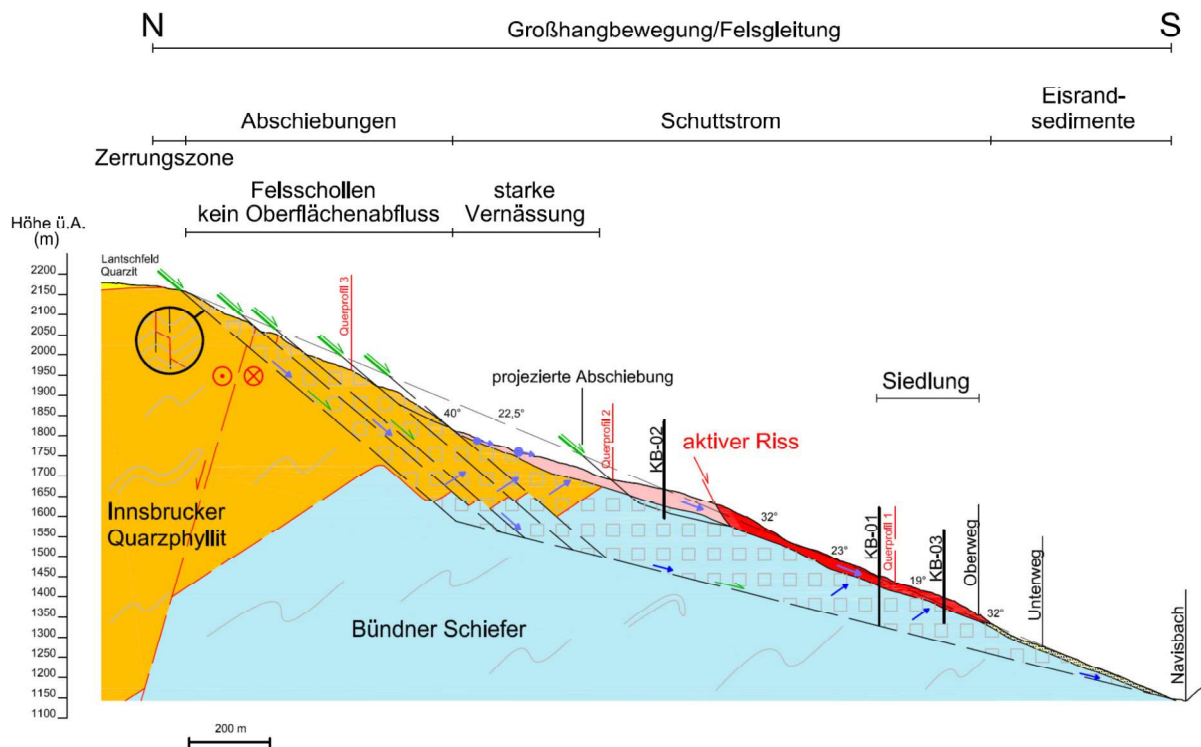 N
S
Großhangbewegung/Felsgleitung
Abschiebungen
Schuttstrom
Eisrand-
sedimente
Zerrungszone
Felsschollen
kein Oberflächenabfluss
starke
Vernässung
Höhe ü.A.
(m)
2200
2150
2100
2050
2000
1950
1900
1850
1800
1700
1650
1600
1500
1450
1400
1350
1300
1250
1200
1150
1100
Lantschfeld
Quarzit
Querprofil 3
projezierte Abschiebung
40°
22,5°
Querprofil 2
KB-02
aktiver Riss
Siedlung
32°
23°
KB-01
Querprofil 1
19°
KB-03
Oberweg
32°
Unterweg
Navisbach
Innsbrucker
Quarzphyllit
Bündner Schiefer
200 m